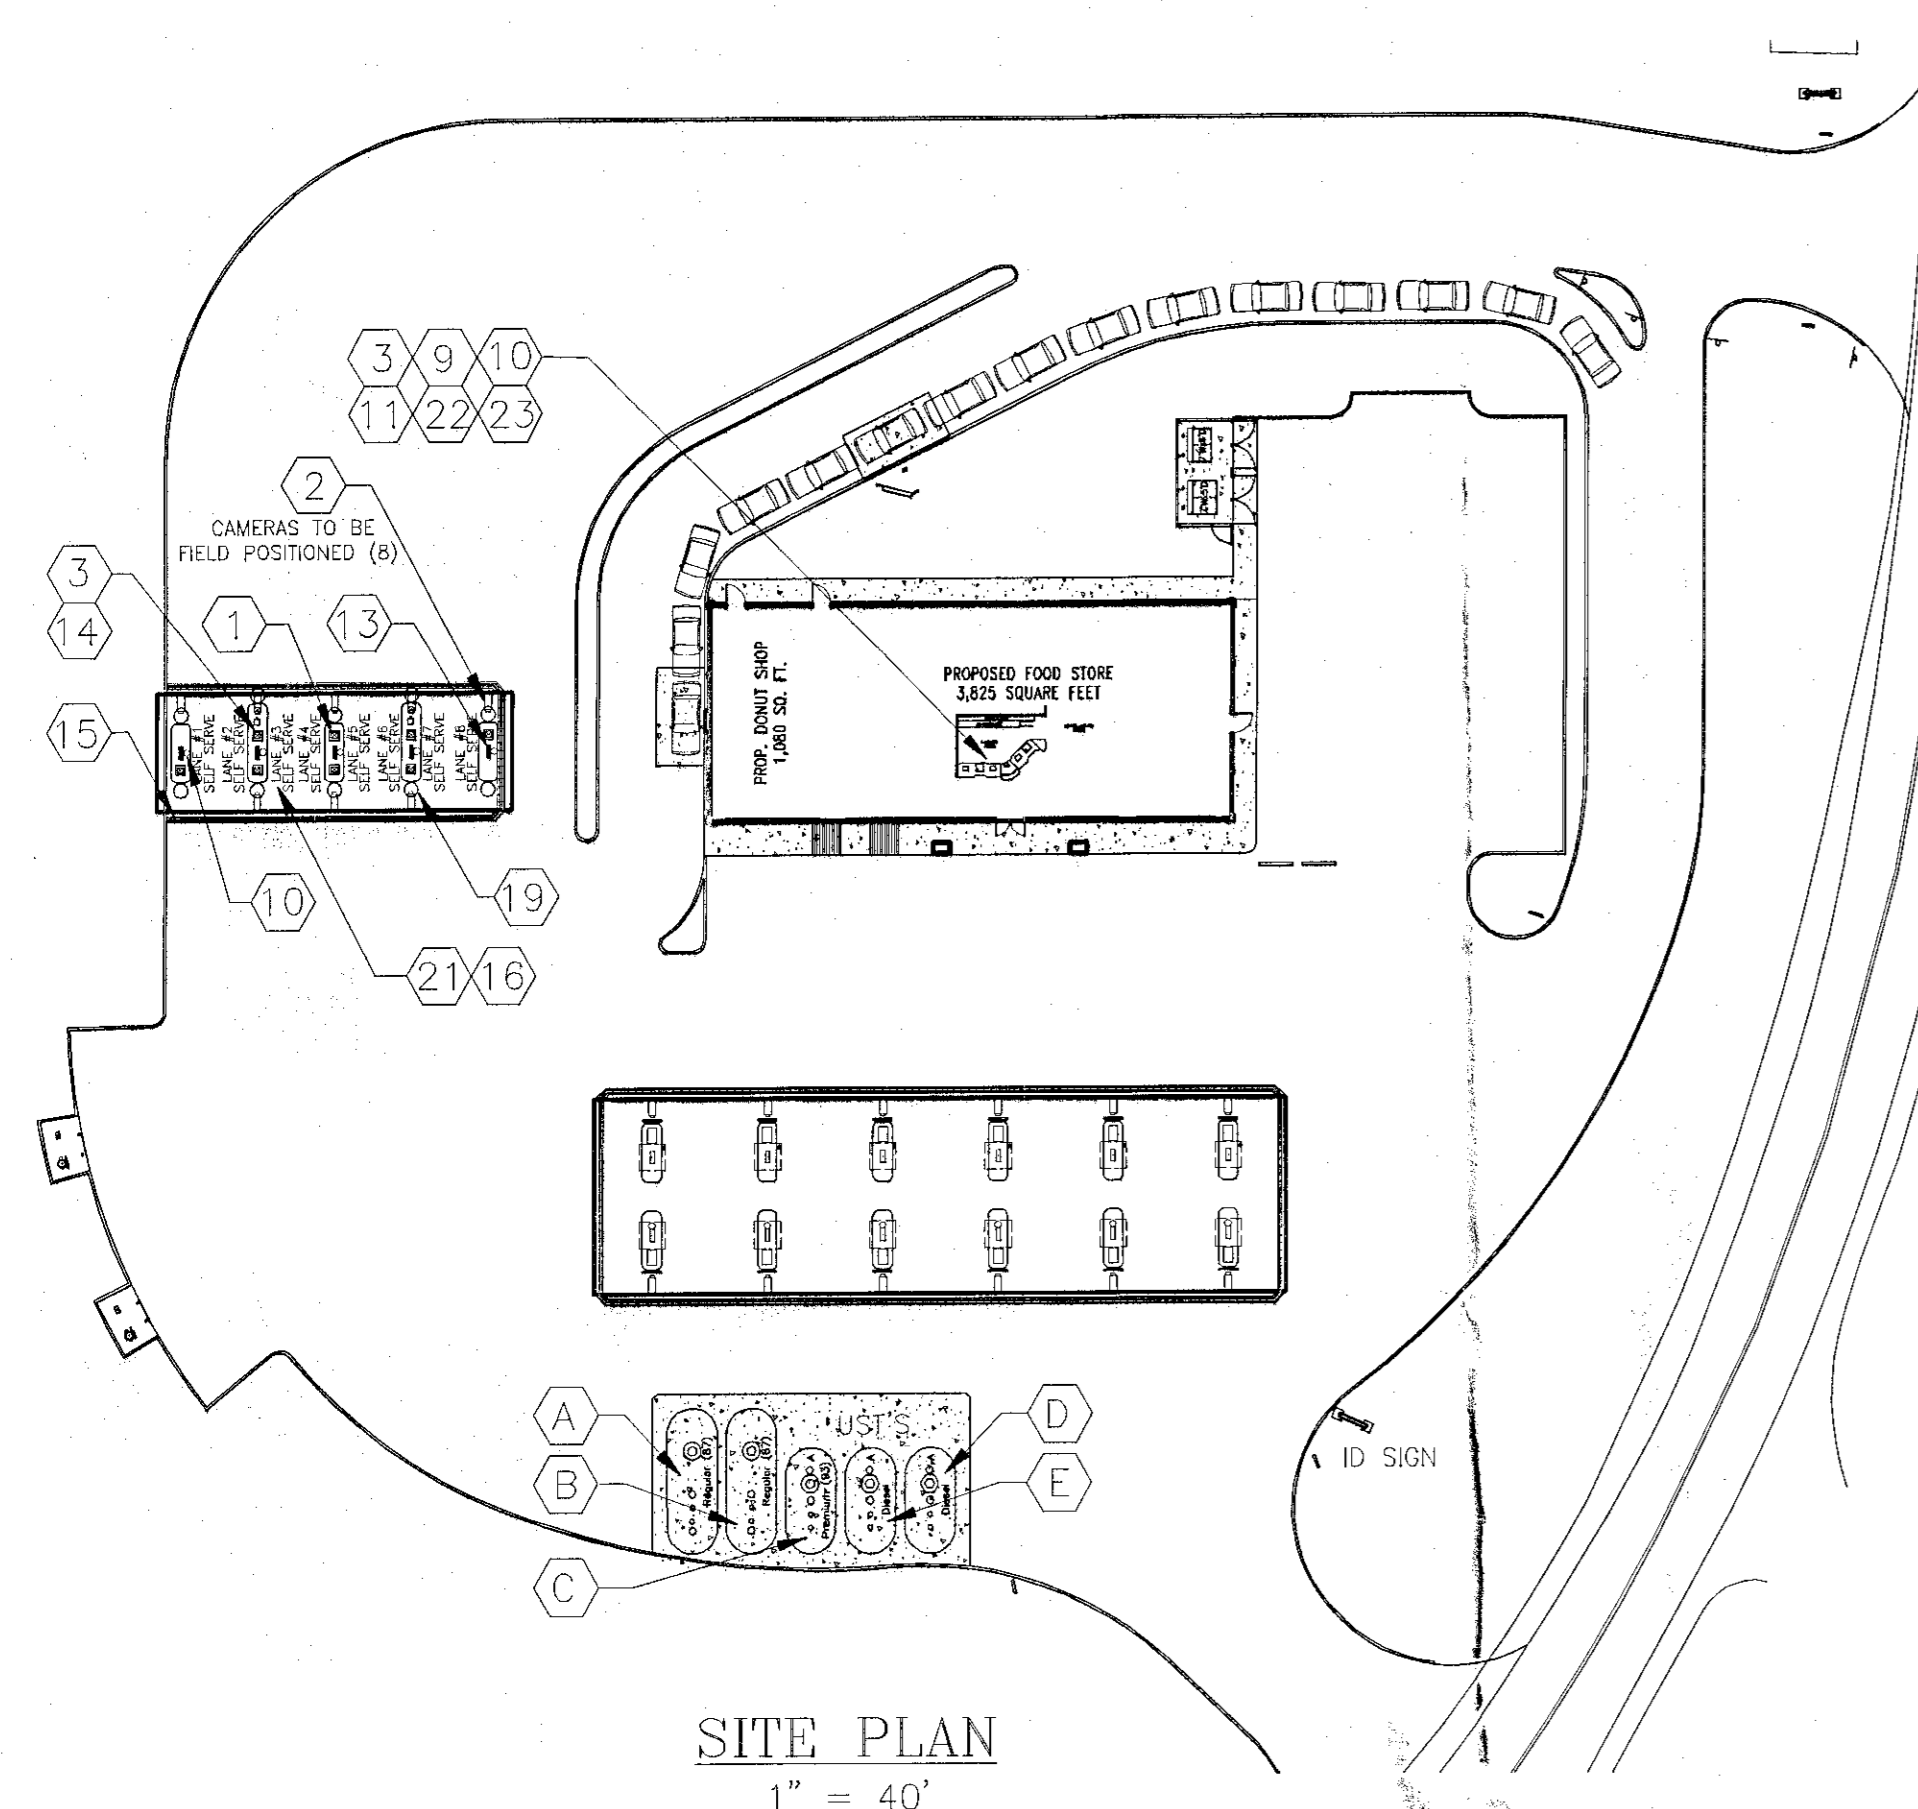 3 9 10
11 22 23
2
CAMERAS TO BE
FIELD POSITIONED (8)
3
14
1
13
15
LANE #1
SELF SERVE
LANE #2
SELF SERVE
LANE #3
SELF SERVE
LANE #4
SELF SERVE
LANE #5
SELF SERVE
LANE #6
SELF SERVE
LANE #7
SELF SERVE
LANE #8
SELF SERVE
PROP. DONUT SHOP
1,080 SQ. FT.
PROPOSED FOOD STORE
3,825 SQUARE FEET
10
19
21 16
A
B
C
D
E
UST'S
Regular (87)
Regular (87)
Premium (93)
Diesel
Diesel
ID SIGN
SITE PLAN
1" = 40'